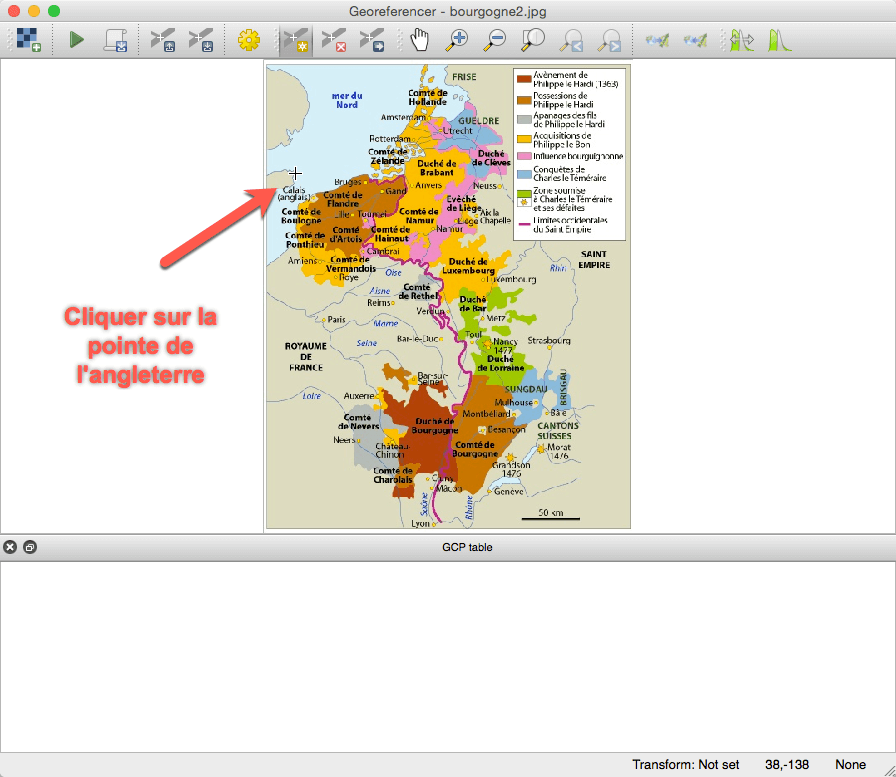 Georeferencer - bourgogne2.jpg
FRISE
mer du
Nord
Comté de
Hollande
Amsterdam
GUELDRE
Utrecht
Rotterdam
Comté de
Zélande
Duché
de Clèves
Duché de
Brabant
Bruges
Gand
Anvers
Neuss
Calais
(anglais)
Comté de
Flandre
Evêché
de Liège
Comté de
Boulogne
Lille
Tournai
Comté de
Namur
Liège
Aix la
Chapelle
Comté de
Ponthieu
Comté
d'Artois
Comté de
Hainaut
Namur
Cambrai
Amiens
Comté de
Vermandois
Roye
Oise
Duché de
Luxembourg
Luxembourg
Rhin
SAINT
EMPIRE
Aisne
Comté
de Rethel
Reims
Verdun
Duché
de Bar
Metz
Paris
Marne
Seine
Bar-le-Duc
Toul
Nancy
1477
Strasbourg
ROYAUME
DE
FRANCE
Duché
de Lorraine
Bar-sur-
Seine
SUNGDAU
BRISGAU
Loire
Auxerre
Mulhouse
Montbéliard
Bâle
Comté
de Nevers
Duché de
Bourgogne
Besançon
CANTONS
SUISSES
Neers
Château-
Chinon
Comté de
Bourgogne
Morat
1476
Grandson
1476
Comté de
Charolais
Cluny
Mâcon
Genève
Saône
Rhône
Lyon
50 km
Avènement de
Philippe le Hardi (1363)
Possessions de
Philippe le Hardi
Apanages des fils
de Philippe le Hardi
Acquisitions de
Philippe le Bon
Influence bourguignonne
Conquêtes de
Charles le Téméraire
Zone soumise
à Charles le Téméraire
et ses défaites
Limites occidentales
du Saint Empire
Cliquer sur la
pointe de
l'angleterre
GCP table
Transform: Not set
38,-138
None